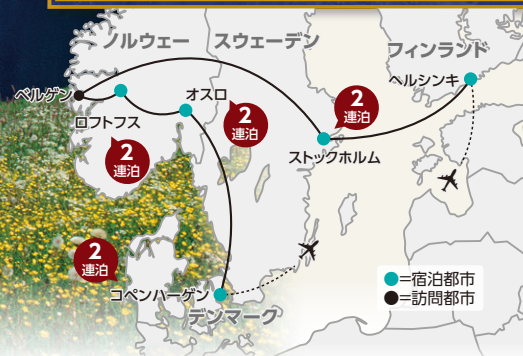 ノルウェー
スウェーデン
フィンランド
ヘルシンキ
ベルゲン
オスロ
2
連泊
ロフトフス
2
連泊
2
連泊
ストックホルム
2
連泊
コペンハーゲン
デンマーク
=宿泊都市
=訪問都市